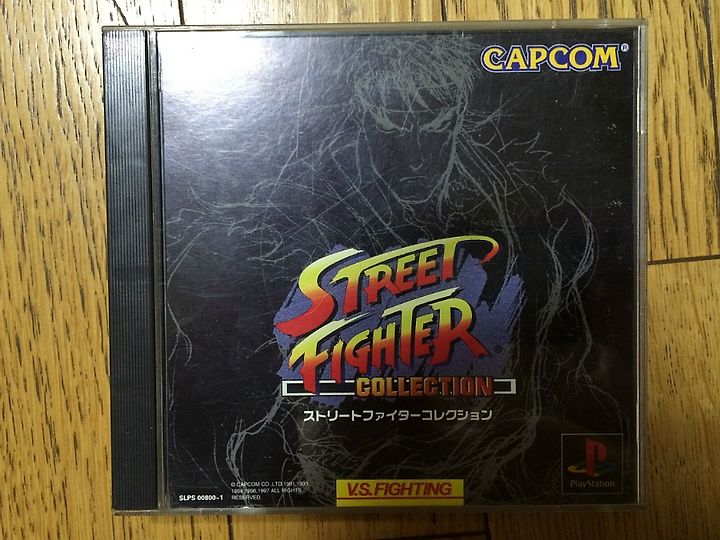 CAPCOM®
STREET
FIGHTER®
COLLECTION
ストリートファイターコレクション
© CAPCOM CO.,LTD.1991,1993,
1994,1996,1997 ALL RIGHTS
RESERVED.
SLPS 00800~1
V.S. FIGHTING
PlayStation